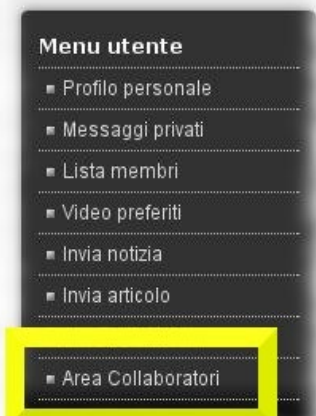 Menu utente
Profilo personale
Messaggi privati
Lista membri
Video preferiti
Invia notizia
Invia articolo
Area Collaboratori